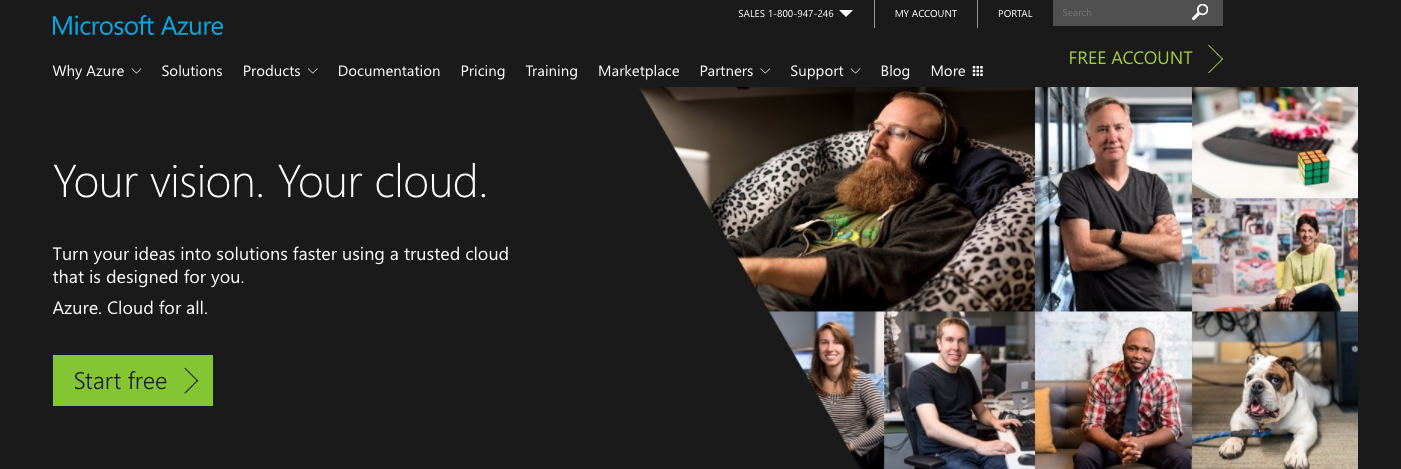 SALES 1-800-947-246
MY ACCOUNT
PORTAL
Search
Microsoft Azure
FREE ACCOUNT
Why Azure
Solutions
Products
Documentation
Pricing
Training
Marketplace
Partners
Support
Blog
More
Your vision. Your cloud.
Turn your ideas into solutions faster using a trusted cloud
that is designed for you.
Azure. Cloud for all.
Start free